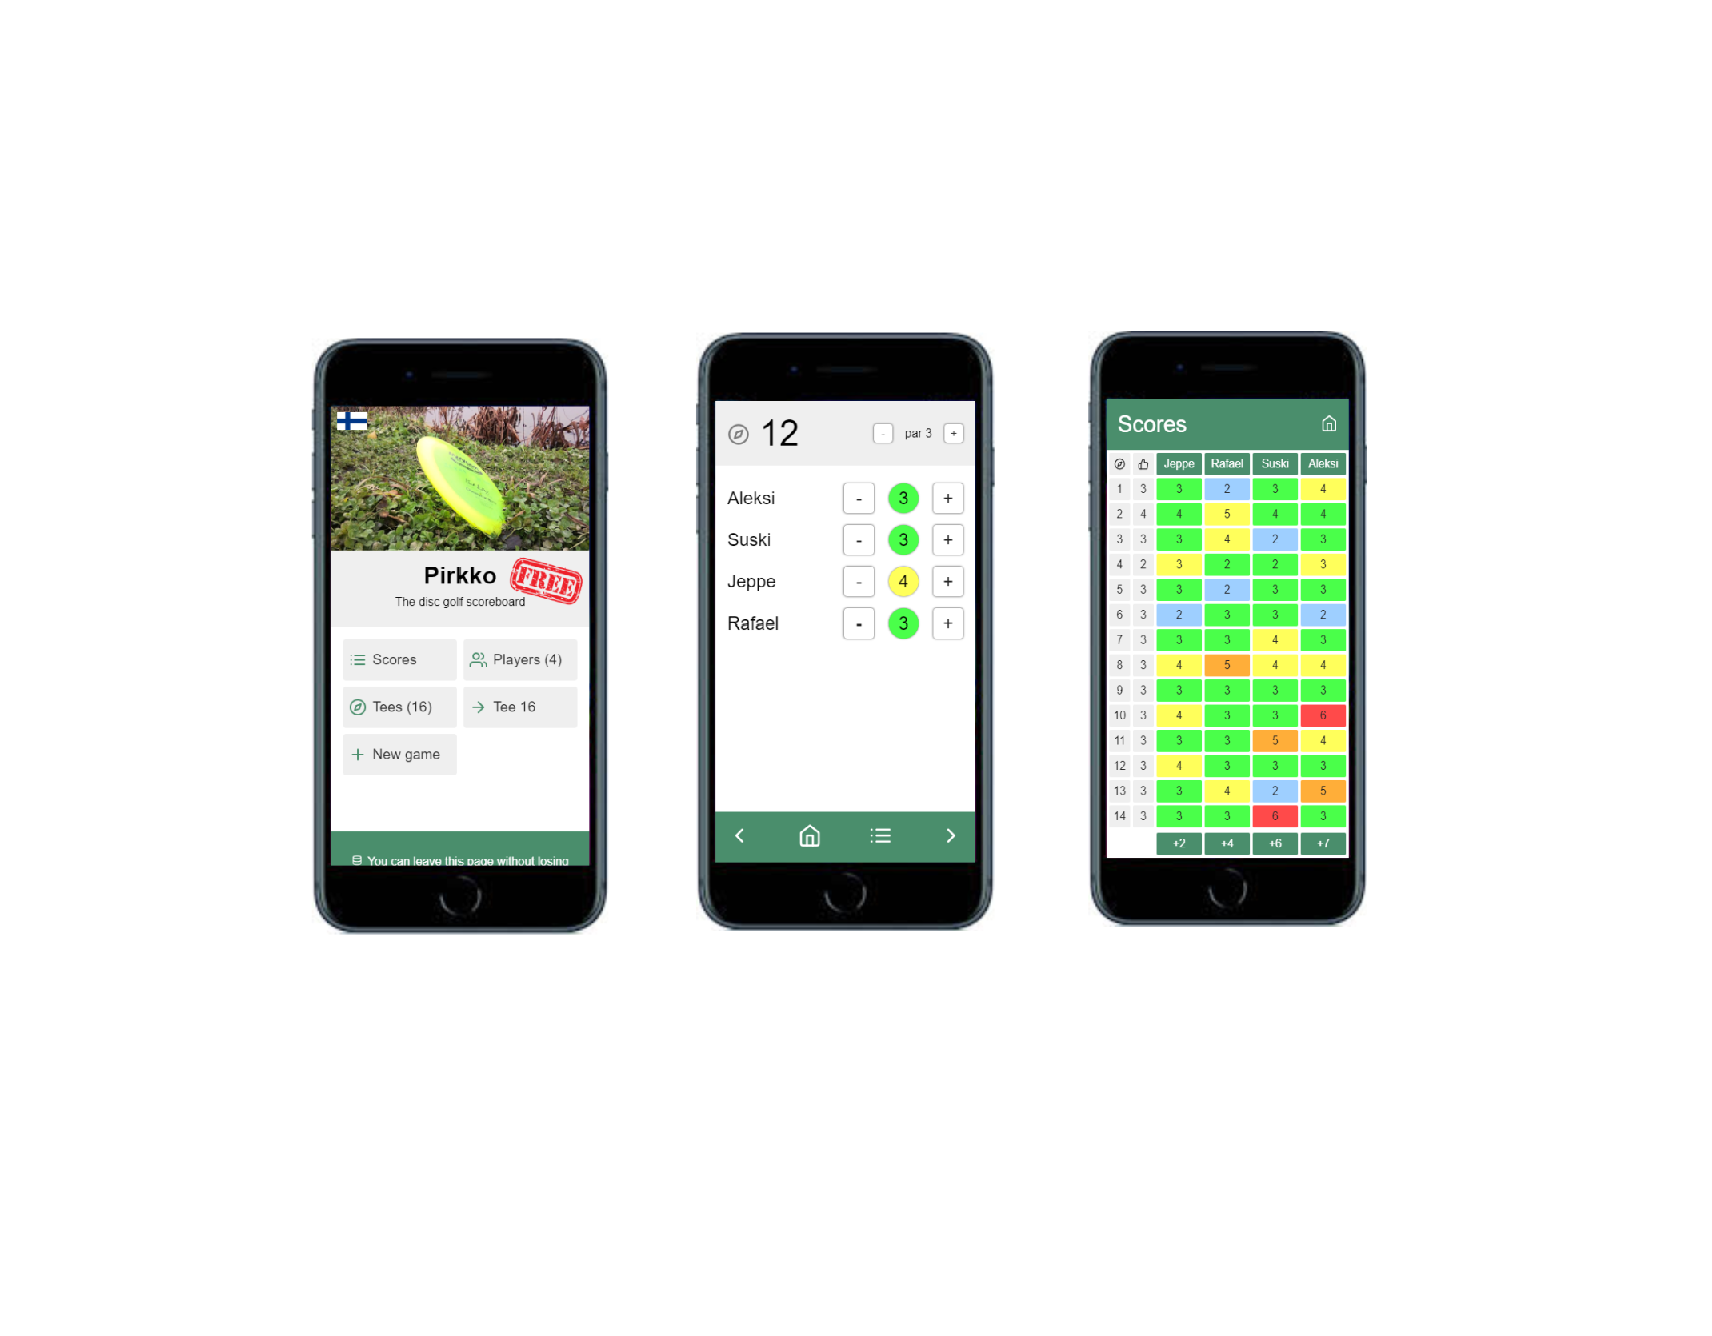 Pirkko
FREE
The disc golf scoreboard
Scores
Players (4)
Tees (16)
Tee 16
New game
You can leave this page without losing
12
- par 3 +
Aleksi - 3 +
Suski - 3 +
Jeppe - 4 +
Rafael - 3 +
Scores
Jeppe Rafael Suski Aleksi
1 3 3 2 3 4
2 4 4 5 4 4
3 3 3 4 2 3
4 2 3 2 2 3
5 3 3 2 3 3
6 3 2 3 3 2
7 3 3 3 4 3
8 3 4 5 4 4
9 3 3 3 3 3
10 3 4 3 3 6
11 3 3 3 5 4
12 3 4 3 3 3
13 3 3 4 2 5
14 3 3 3 6 3
+2 +4 +6 +7